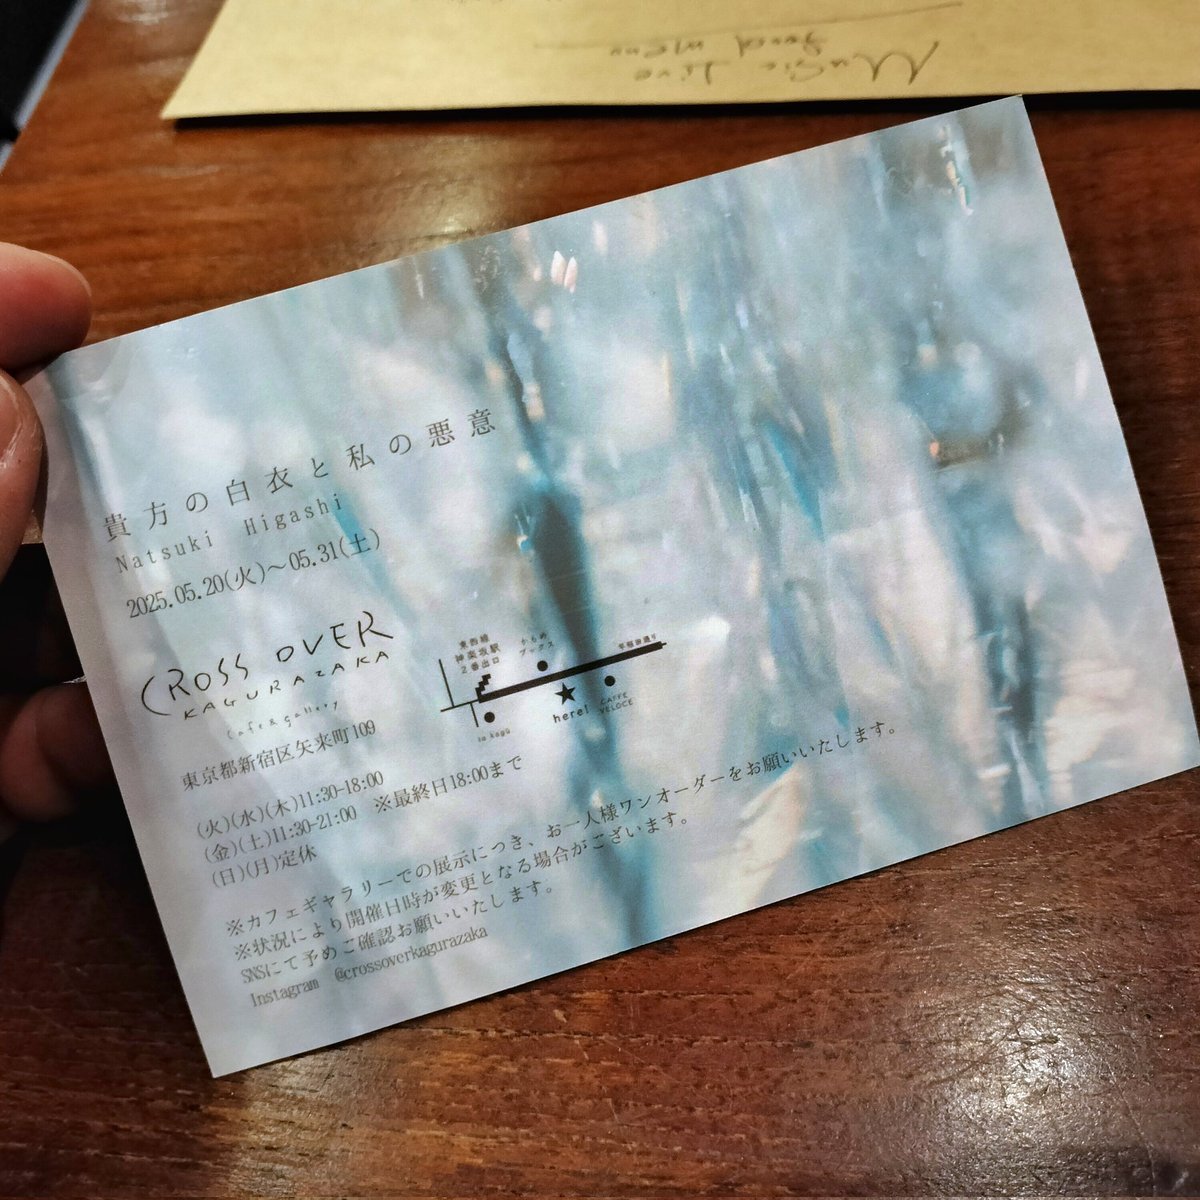 Music Live
food menu
貴方の白衣と私の悪意
Natsuki Higashi
2025.05.20(火)～05.31(土)
CROSS OVER
KAGURAZAKA
cafe & gallery
東西線
神楽坂駅
2番出口
かもめ
ブックス
早稲田通り
la kagu
here!
CAFFE
VELOCE
東京都新宿区矢来町109
(火)(水)(木)11:30-18:00
(金)(土)11:30-21:00 ※最終日18:00まで
(日)(月)定休
※カフェギャラリーでの展示につき、お一人様ワンオーダーをお願いいたします。
※状況により開催日時が変更となる場合がございます。
SNSにて予めご確認お願いいたします。
Instagram @crossoverkagurazaka